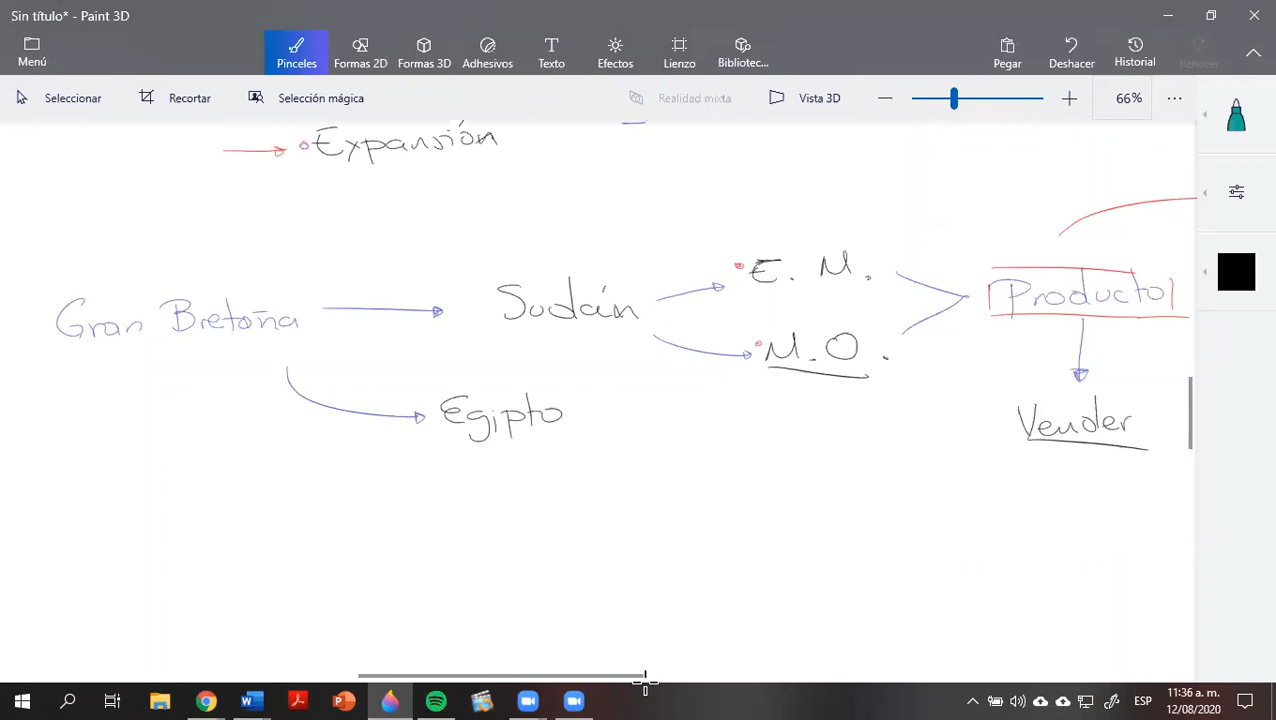 Sin título* - Paint 3D
Menú
Pinceles
Formas 2D
Formas 3D
Adhesivos
Texto
Efectos
Lienzo
Bibliotec...
Pegar
Deshacer
Historial
Rehacer
Seleccionar
Recortar
Selección mágica
Realidad mixta
Vista 3D
66%
Expansión
Gran Bretaña
Sudán
E. M.
M.O.
Producto
Egipto
Vender
ESP
11:36 a. m.
12/08/2020